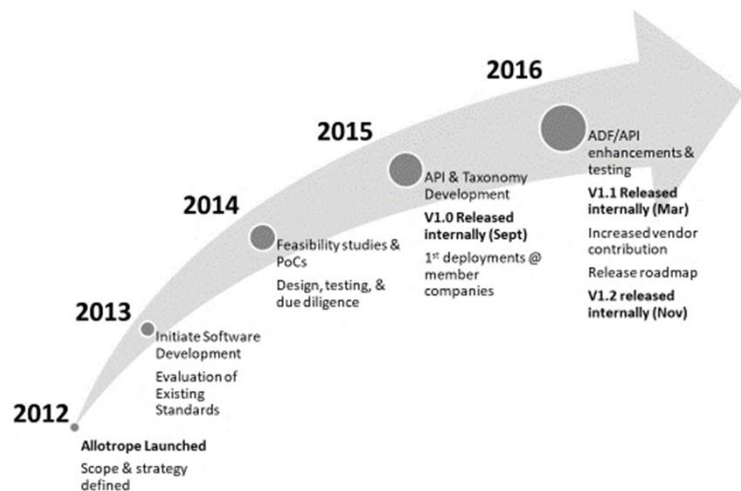 2012
Allotrope Launched
Scope & strategy
defined
2013
Initiate Software
Development
Evaluation of
Existing
Standards
2014
Feasibility studies &
PoCs
Design, testing, &
due diligence
2015
API & Taxonomy
Development
V1.0 Released
internally (Sept)
1st deployments @
member
companies
2016
ADF/API
enhancements &
testing
V1.1 Released
internally (Mar)
Increased vendor
contribution
Release roadmap
V1.2 released
internally (Nov)